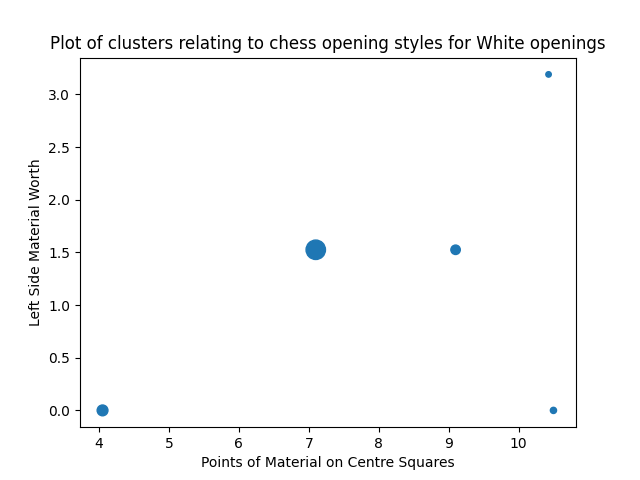 Plot of clusters relating to chess opening styles for White openings
3.0
2.5
2.0
1.5
1.0
0.5
0.0
Left Side Material Worth
4 5 6 7 8 9 10
Points of Material on Centre Squares